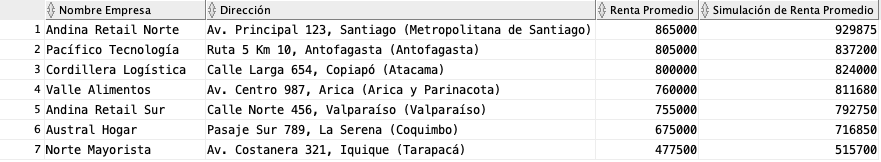 Nombre Empresa Dirección Renta Promedio Simulación de Renta Promedio
1 Andina Retail Norte Av. Principal 123, Santiago (Metropolitana de Santiago) 865000 929875
2 Pacífico Tecnología Ruta 5 Km 10, Antofagasta (Antofagasta) 805000 837200
3 Cordillera Logística Calle Larga 654, Copiapó (Atacama) 800000 824000
4 Valle Alimentos Av. Centro 987, Arica (Arica y Parinacota) 760000 811680
5 Andina Retail Sur Calle Norte 456, Valparaíso (Valparaíso) 755000 792750
6 Austral Hogar Pasaje Sur 789, La Serena (Coquimbo) 675000 716850
7 Norte Mayorista Av. Costanera 321, Iquique (Tarapacá) 477500 515700